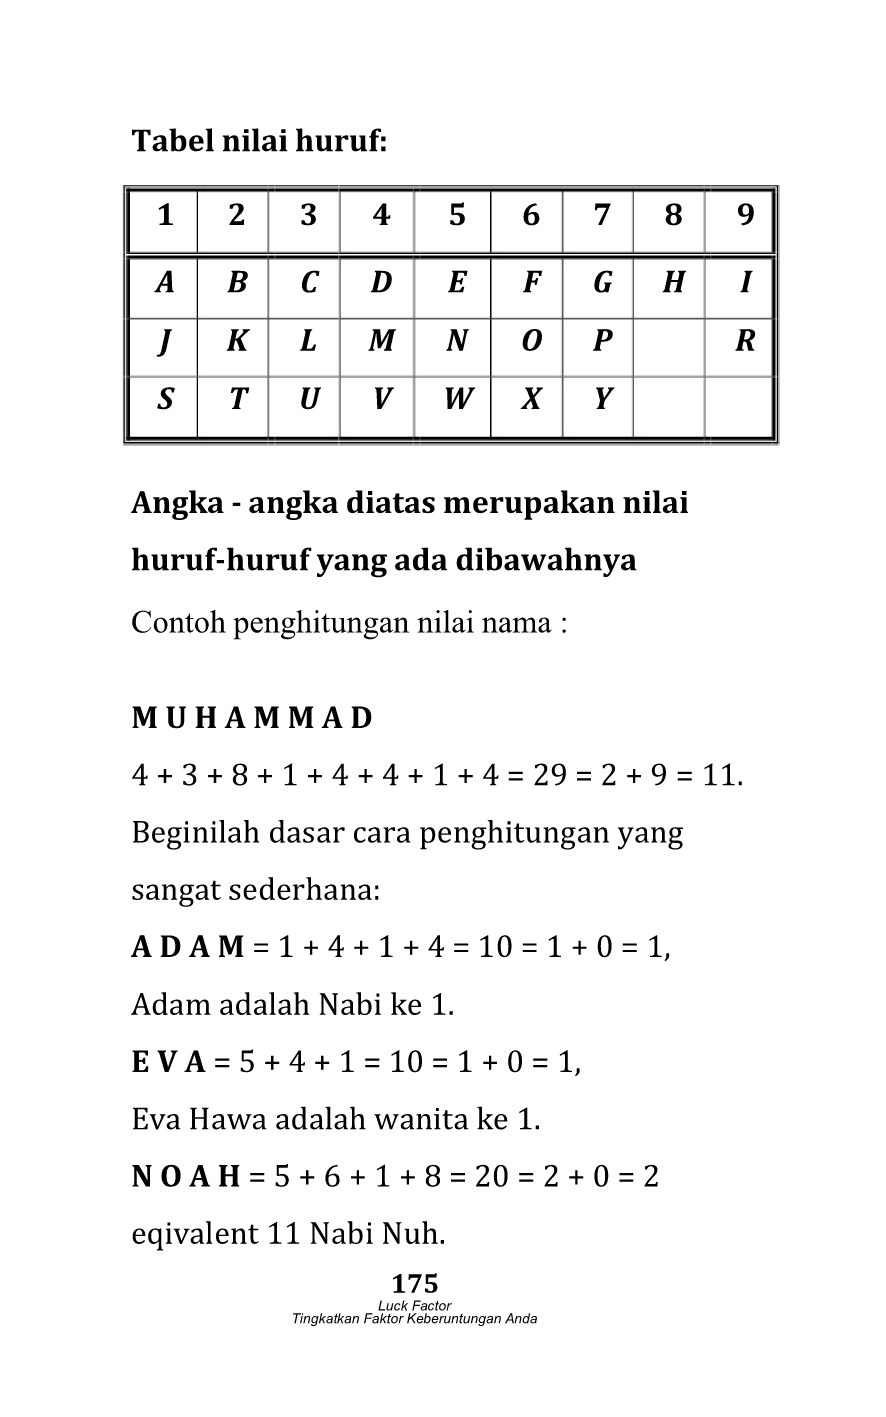 Tabel nilai huruf:
1 2 3 4 5 6 7 8 9
A B C D E F G H I
J K L M N O P R
S T U V W X Y
Angka - angka diatas merupakan nilai
huruf-huruf yang ada dibawahnya
Contoh penghitungan nilai nama :
M U H A M M A D
4 + 3 + 8 + 1 + 4 + 4 + 1 + 4 = 29 = 2 + 9 = 11.
Beginilah dasar cara penghitungan yang
sangat sederhana:
A D A M = 1 + 4 + 1 + 4 = 10 = 1 + 0 = 1,
Adam adalah Nabi ke 1.
E V A = 5 + 4 + 1 = 10 = 1 + 0 = 1,
Eva Hawa adalah wanita ke 1.
N O A H = 5 + 6 + 1 + 8 = 20 = 2 + 0 = 2
eqivalent 11 Nabi Nuh.
175
Luck Factor
Tingkatkan Faktor Keberuntungan Anda